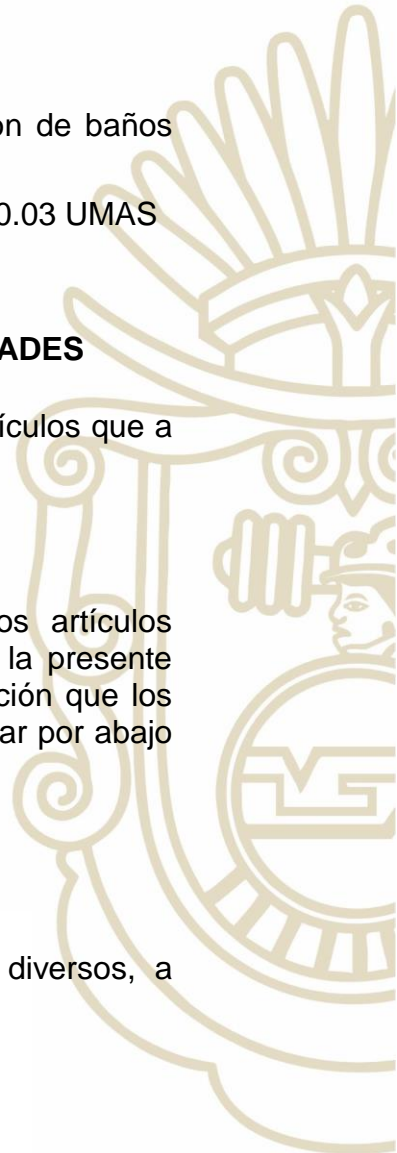 ón de baños
0.03 UMAS
ADES
ículos que a
os artículos
la presente
ción que los
ar por abajo
diversos, a